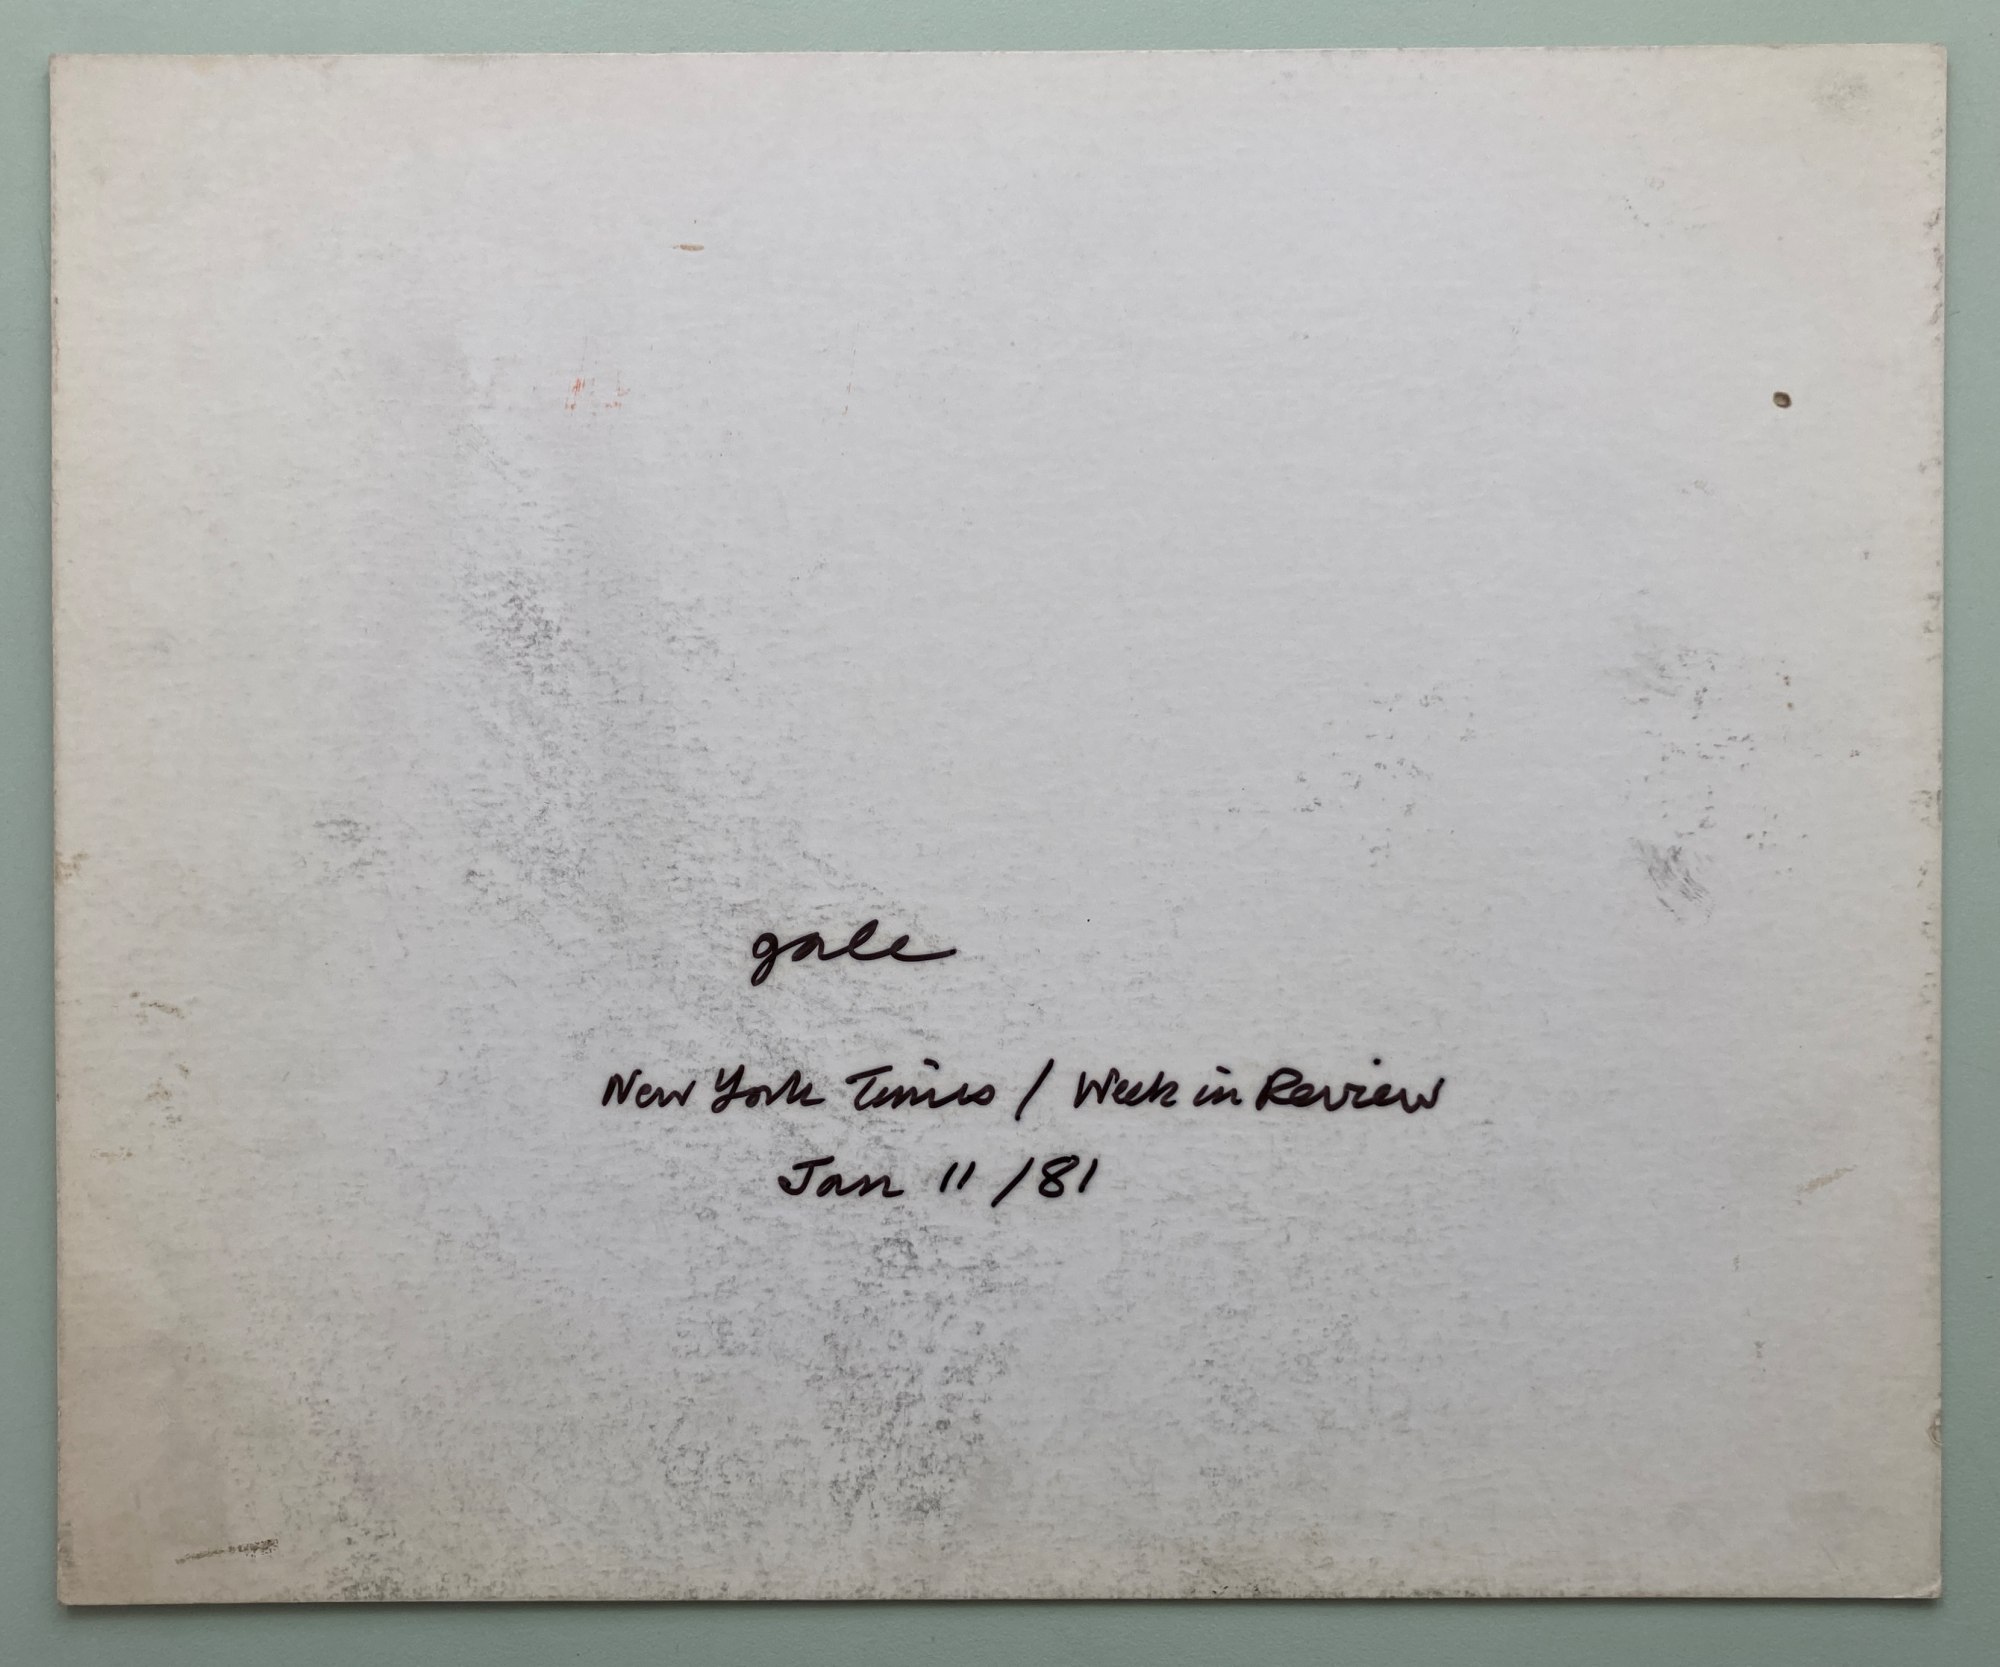 gale
New York Times / Week in Review
Jan 11 /81